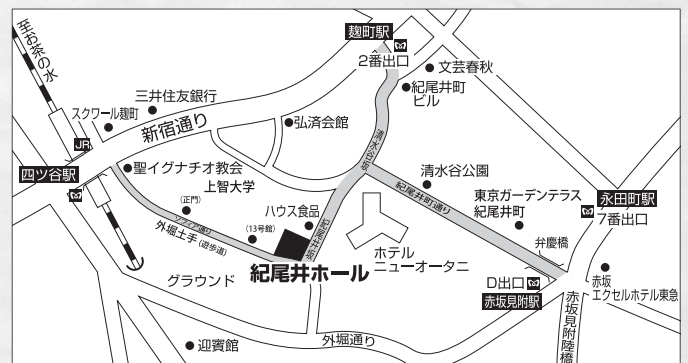 至お茶の水
麹町駅
2番出口
文芸春秋
紀尾井町
ビル
三井住友銀行
スクワール麹町
新宿通り
弘済会館
清水谷坂
JR
四ツ谷駅
聖イグナチオ教会
上智大学
清水谷公園
紀尾井町通り
東京ガーデンテラス
紀尾井町
永田町駅
7番出口
(正門)
ソフィア通り
外堀土手(遊歩道)
(13号館)
ハウス食品
紀尾井坂
ホテル
ニューオータニ
弁慶橋
グラウンド
紀尾井ホール
D出口
赤坂見附駅
赤坂
エクセルホテル東急
赤坂見附陸橋
外堀通り
迎賓館